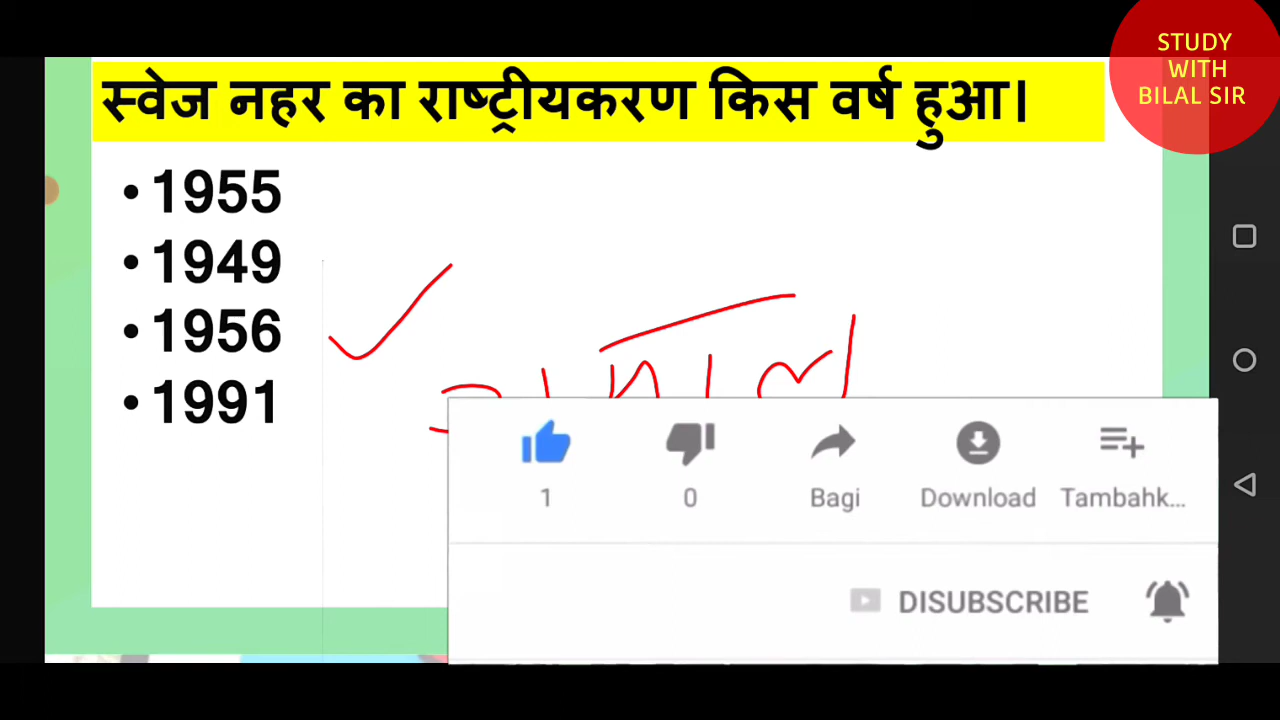 STUDY
WITH
BILAL SIR
स्वेज नहर का राष्ट्रीयकरण किस वर्ष हुआ।
• 1955
• 1949
• 1956
• 1991
1
0
Bagi
Download
Tambahk...
DISUBSCRIBE